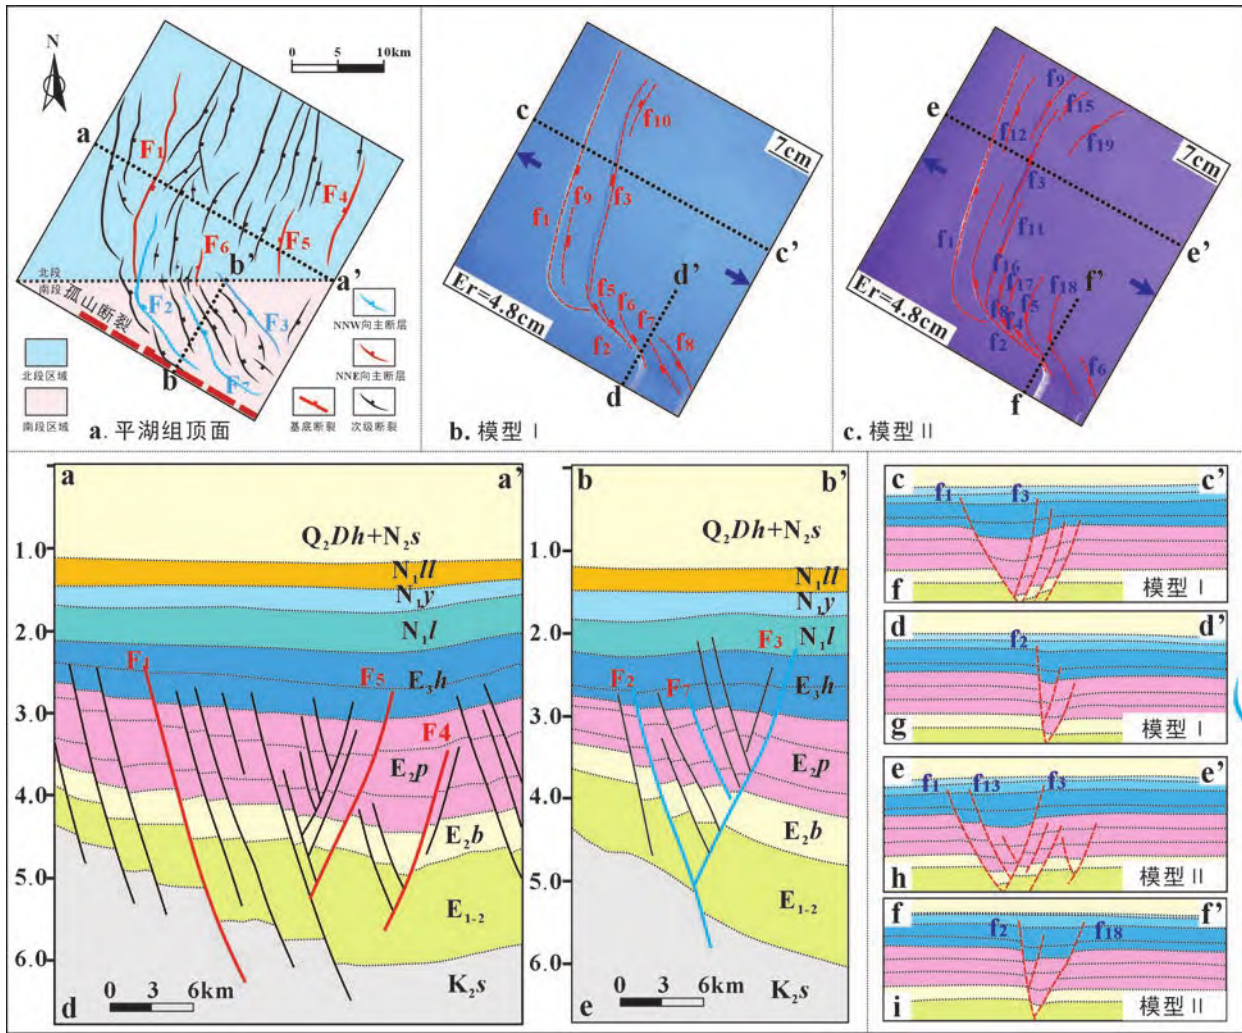 N
0 5 10km
a
F1
F4
F6
F5
b'
a'
北段
南段
孤山断裂
F2
F3
F7
b
NNW向主断层
NNE向主断层
北段区域
南段区域
基底断裂
次级断裂
a. 平湖组顶面
c
f10
7cm
f9
f3
f1
c'
d'
Er=4.8cm
f5
f6
f7
f2
f8
d
b. 模型 I
e
f9
f15
f12
f19
7cm
f3
f11
f1
e'
f16
f17
f18
f'
Er=4.8cm
f8
f5
f4
f2
f6
f
c. 模型 II
a
a'
Q2Dh+N2s
1.0
N1ll
N1y
2.0
N1l
F1
F5
E3h
3.0
F4
E2p
4.0
E2b
5.0
E1-2
6.0
K2s
d
0 3 6km
b
b'
Q2Dh+N2s
1.0
N1ll
N1y
2.0
N1l
F3
F2
F7
E3h
3.0
E2p
4.0
E2b
5.0
E1-2
6.0
K2s
e
0 3 6km
c
c'
f1
f3
f
模型 I
d
d'
f2
g
模型 I
e
e'
f1
f13
f3
h
模型 II
f
f'
f2
f18
i
模型 II